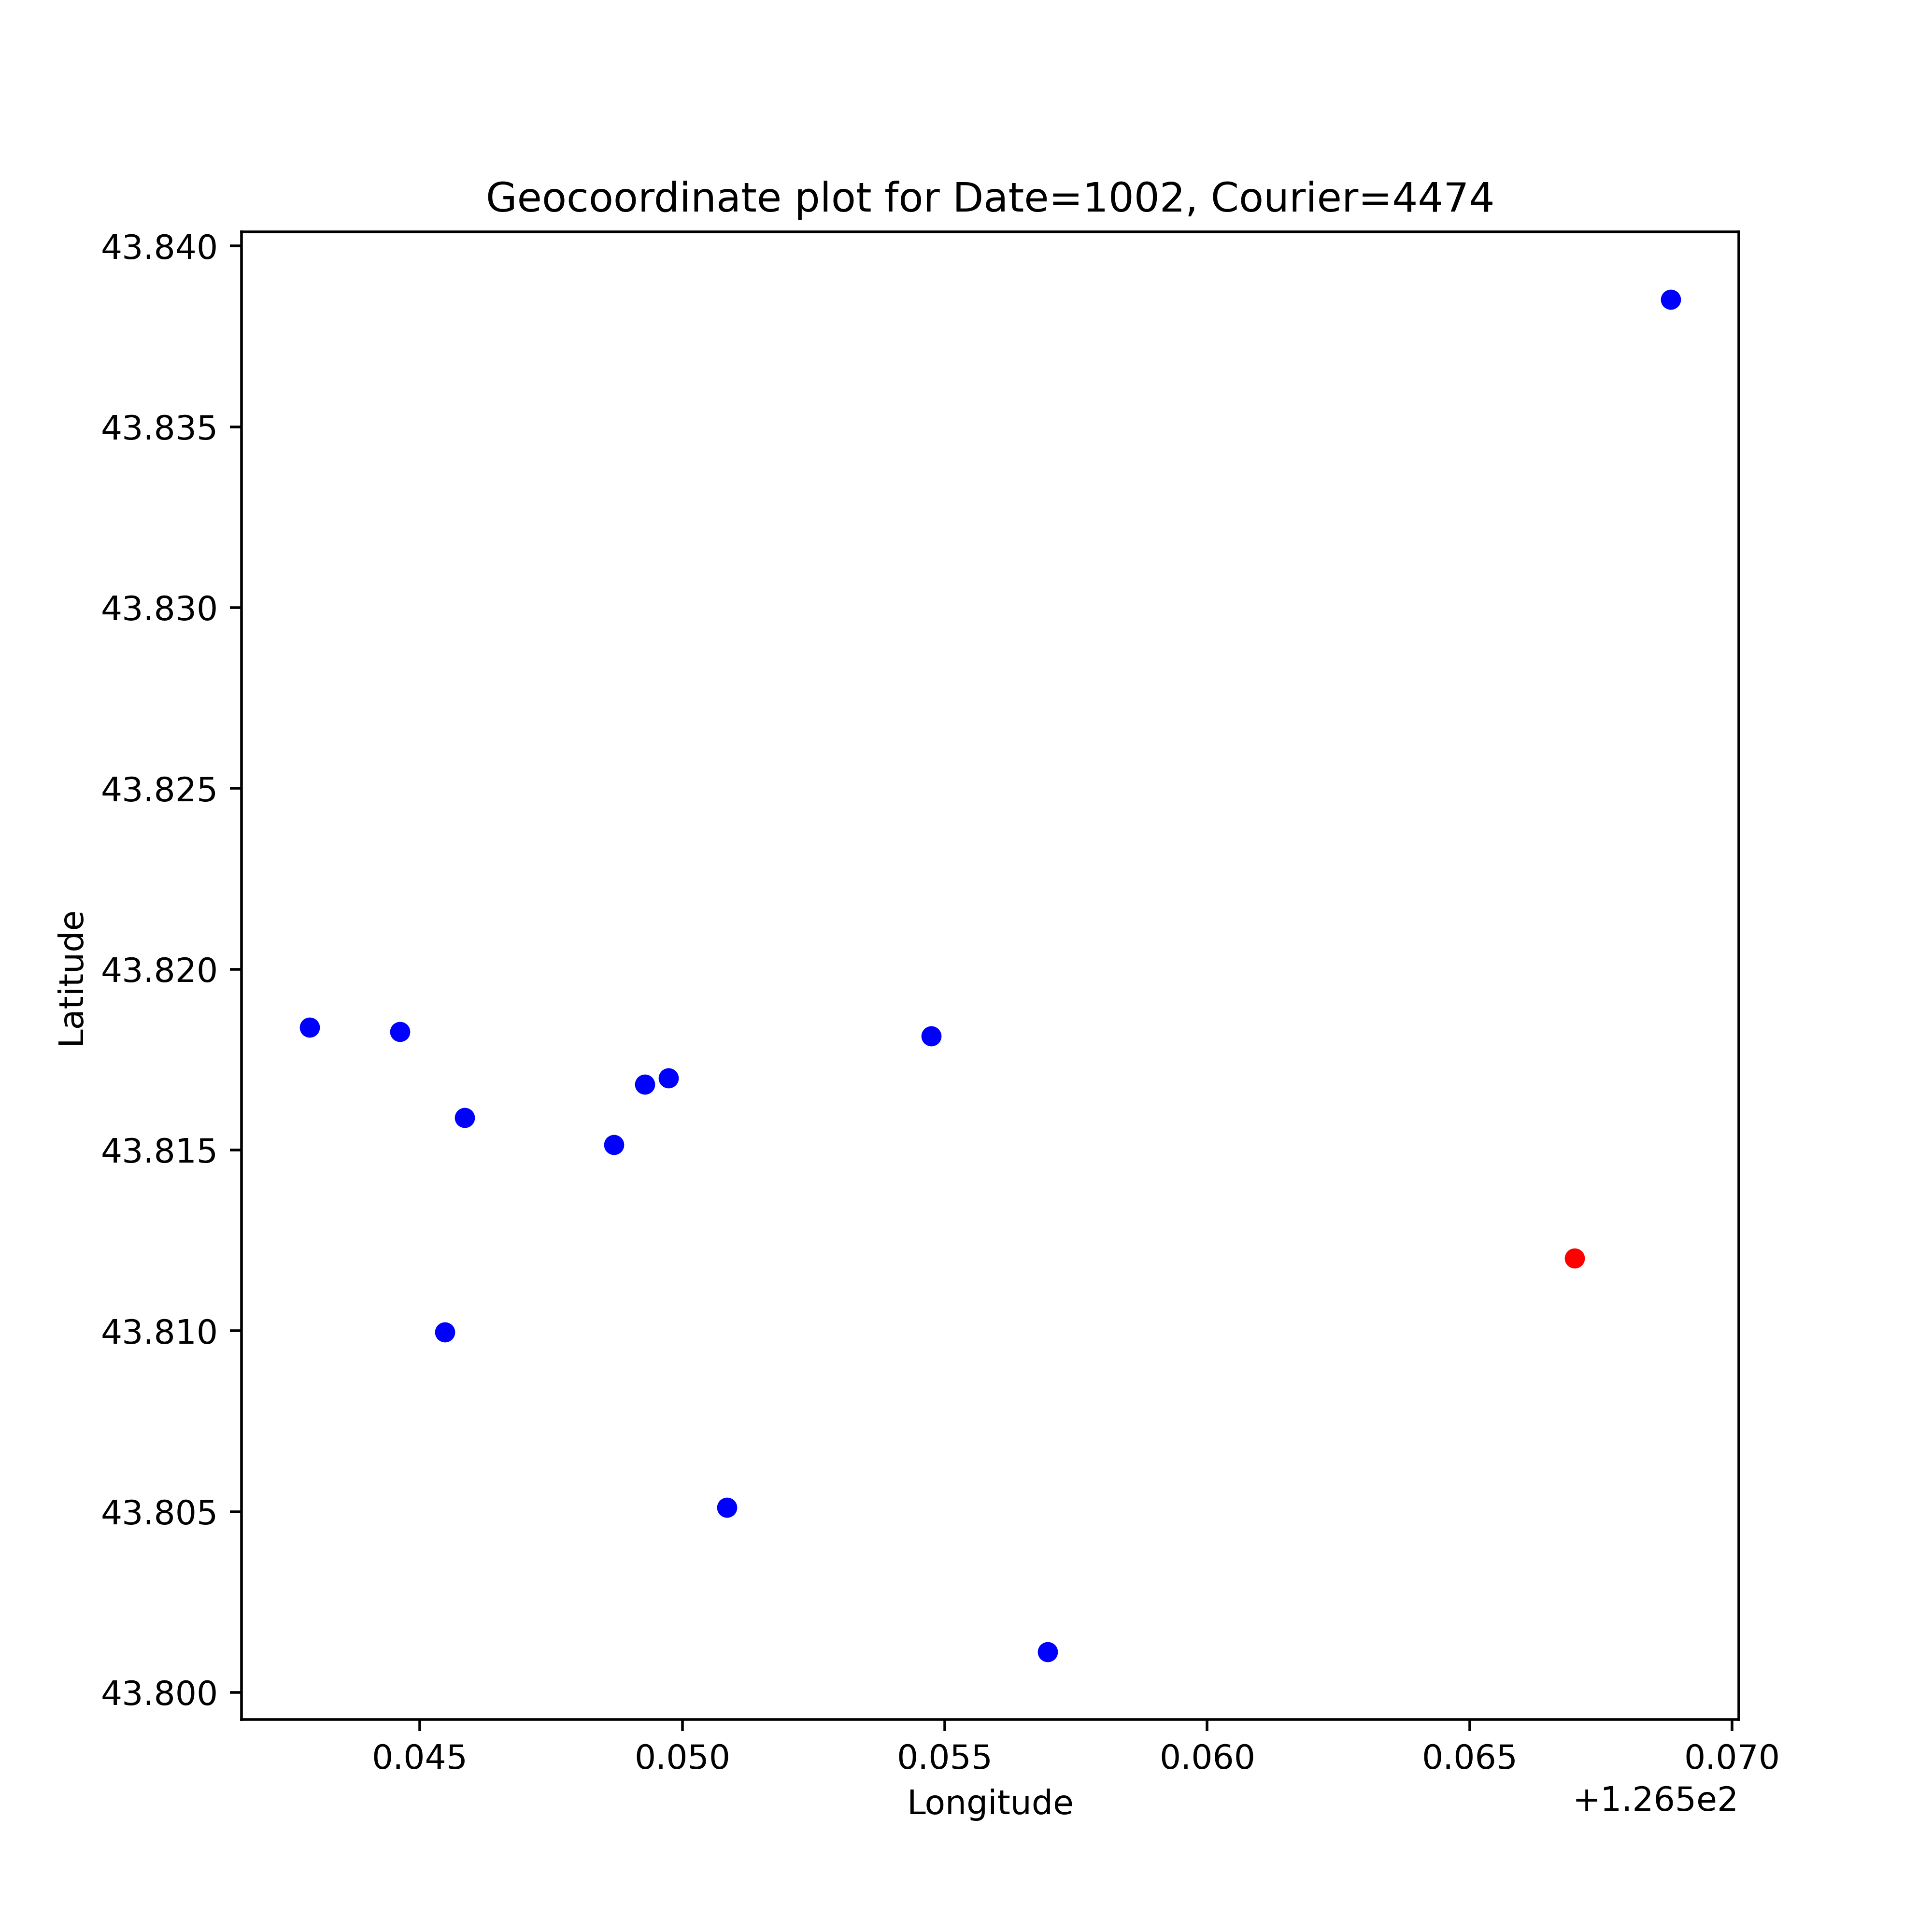 Geocoordinate plot for Date=1002, Courier=4474
43.840
43.835
43.830
43.825
43.820
43.815
43.810
43.805
43.800
Latitude
0.045 0.050 0.055 0.060 0.065 0.070
+1.265e2
Longitude